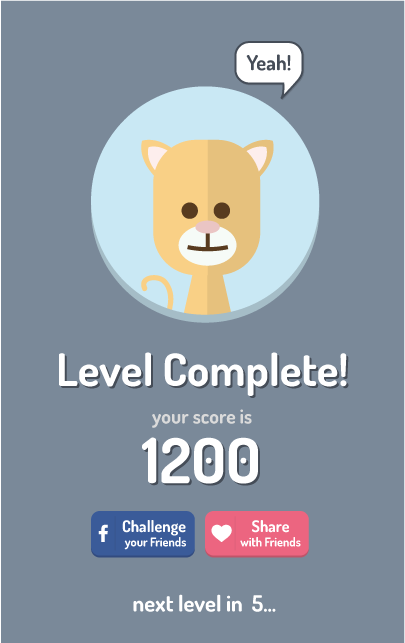 Yeah!
Level Complete!
your score is
1200
Challenge
your Friends
Share
with Friends
next level in 5...